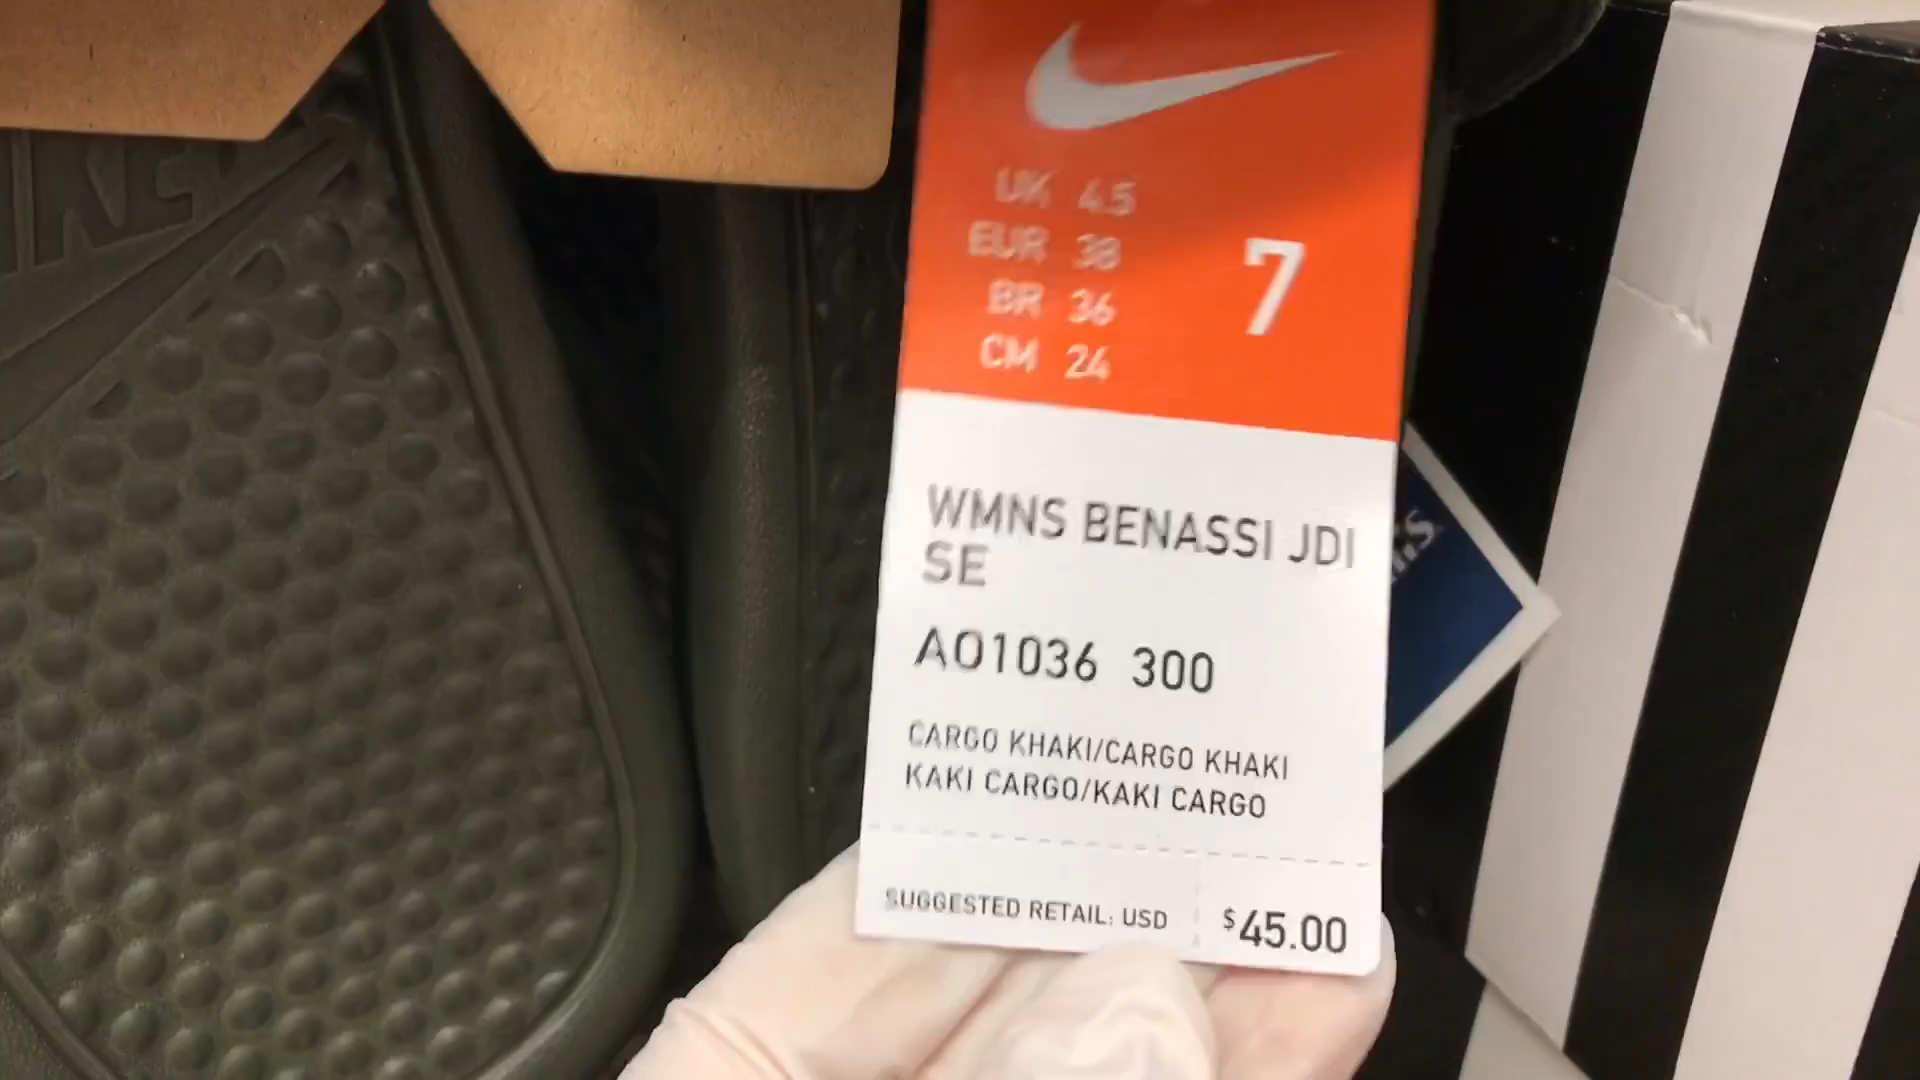 NIKE
UK 4.5
EUR 38
BR 36
CM 24
7
WMNS BENASSI JDI
SE
AO1036 300
CARGO KHAKI/CARGO KHAKI
KAKI CARGO/KAKI CARGO
SUGGESTED RETAIL: USD
$45.00